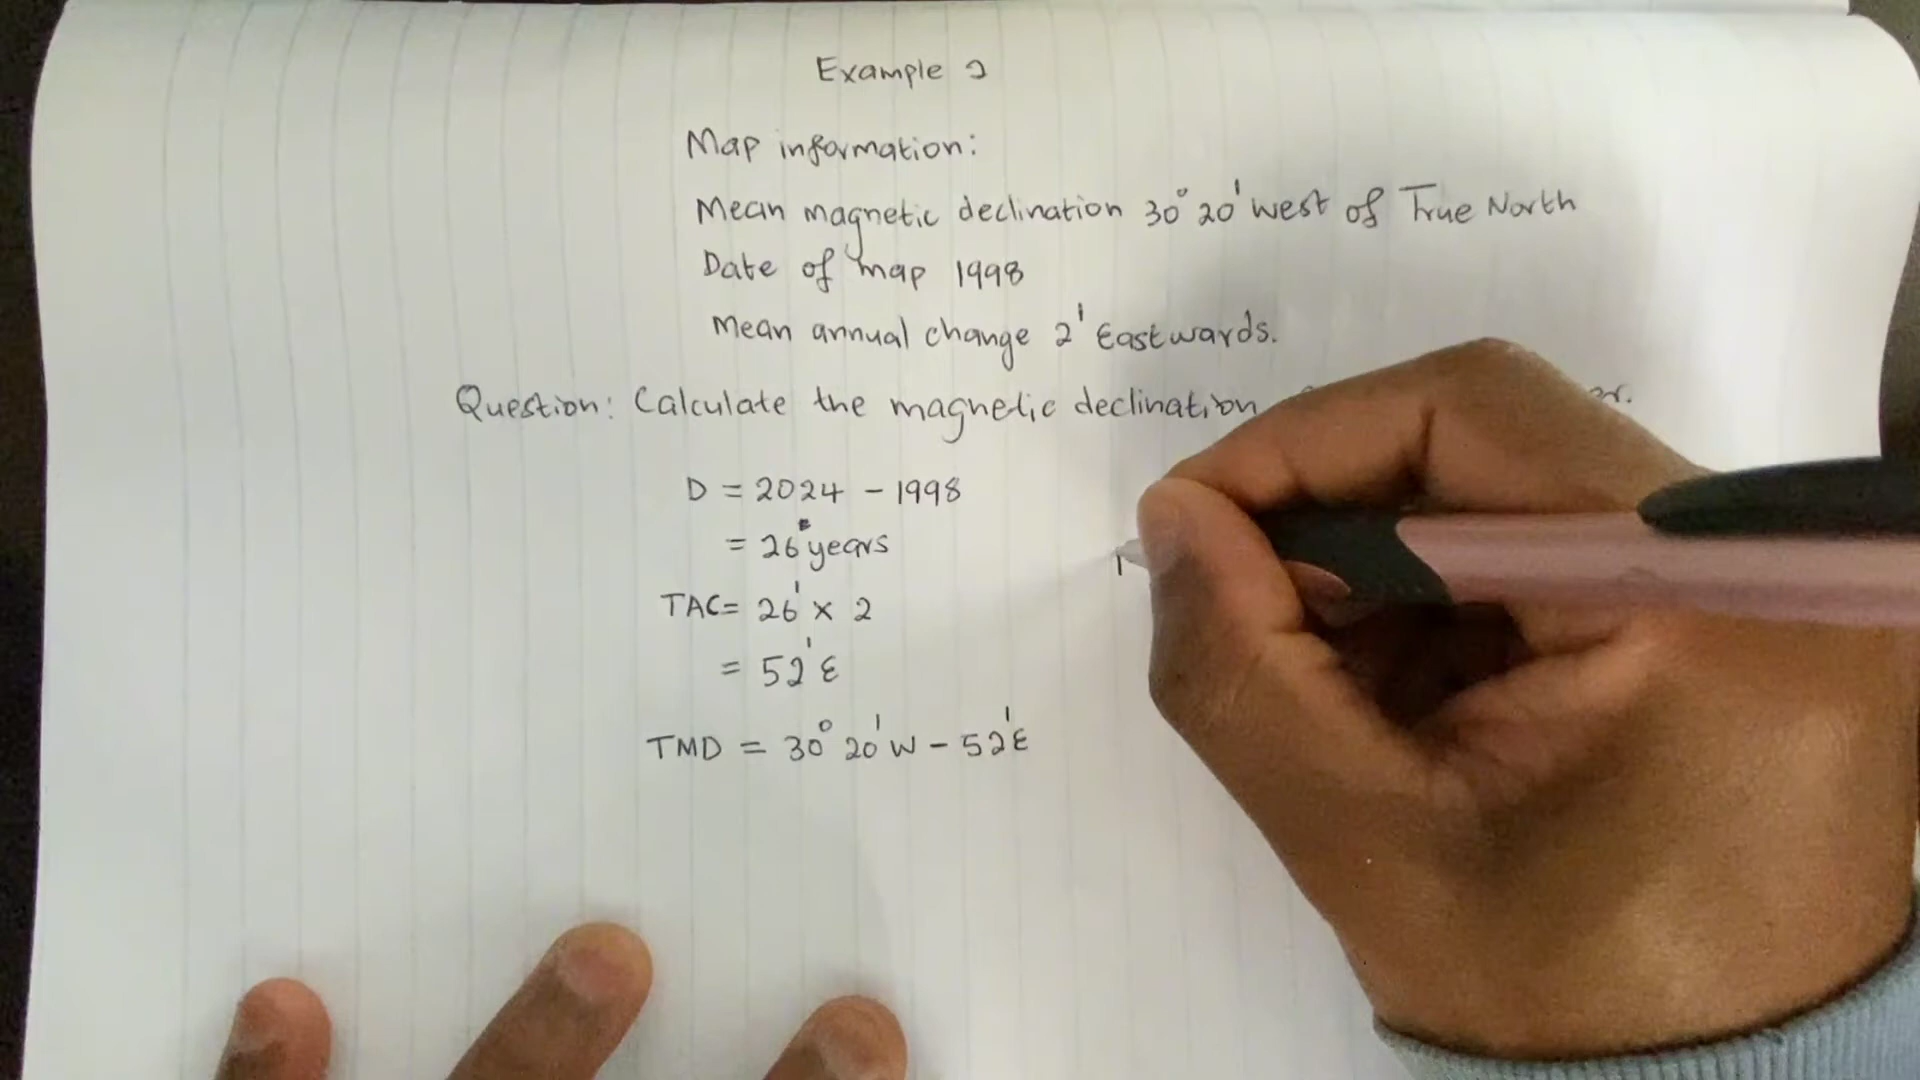 Example 2
Map information:
Mean magnetic declination 30° 20' west of True North
Date of map 1998
Mean annual change 2' Eastwards.
Question: Calculate the magnetic declination
D = 2024 - 1998
= 26 years
TAC = 26' x 2
= 52' E
TMD = 30° 20' W - 52' E